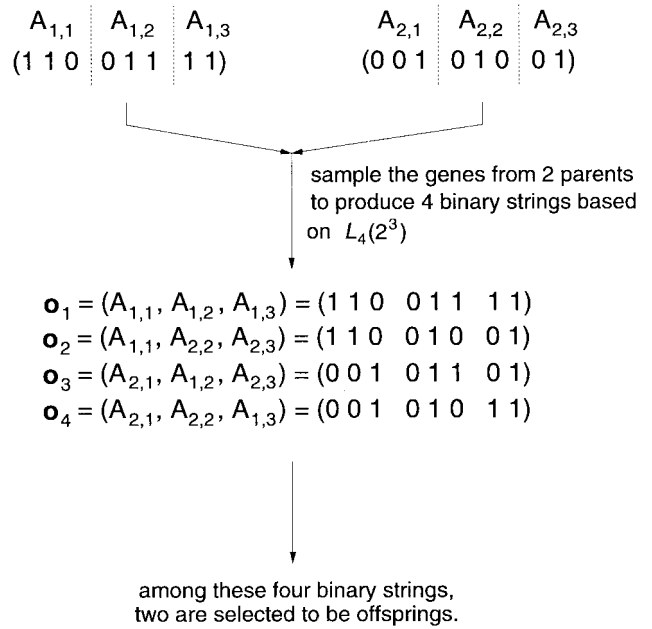 A1,1 A1,2 A1,3 A2,1 A2,2 A2,3
(1 1 0 0 1 1 1 1) (0 0 1 0 1 0 0 1)
sample the genes from 2 parents
to produce 4 binary strings based
on L4(2^3)
o1 = (A1,1, A1,2, A1,3) = (1 1 0 0 1 1 1 1)
o2 = (A1,1, A2,2, A2,3) = (1 1 0 0 1 0 0 1)
o3 = (A2,1, A1,2, A2,3) = (0 0 1 0 1 1 0 1)
o4 = (A2,1, A2,2, A1,3) = (0 0 1 0 1 0 1 1)
among these four binary strings,
two are selected to be offsprings.